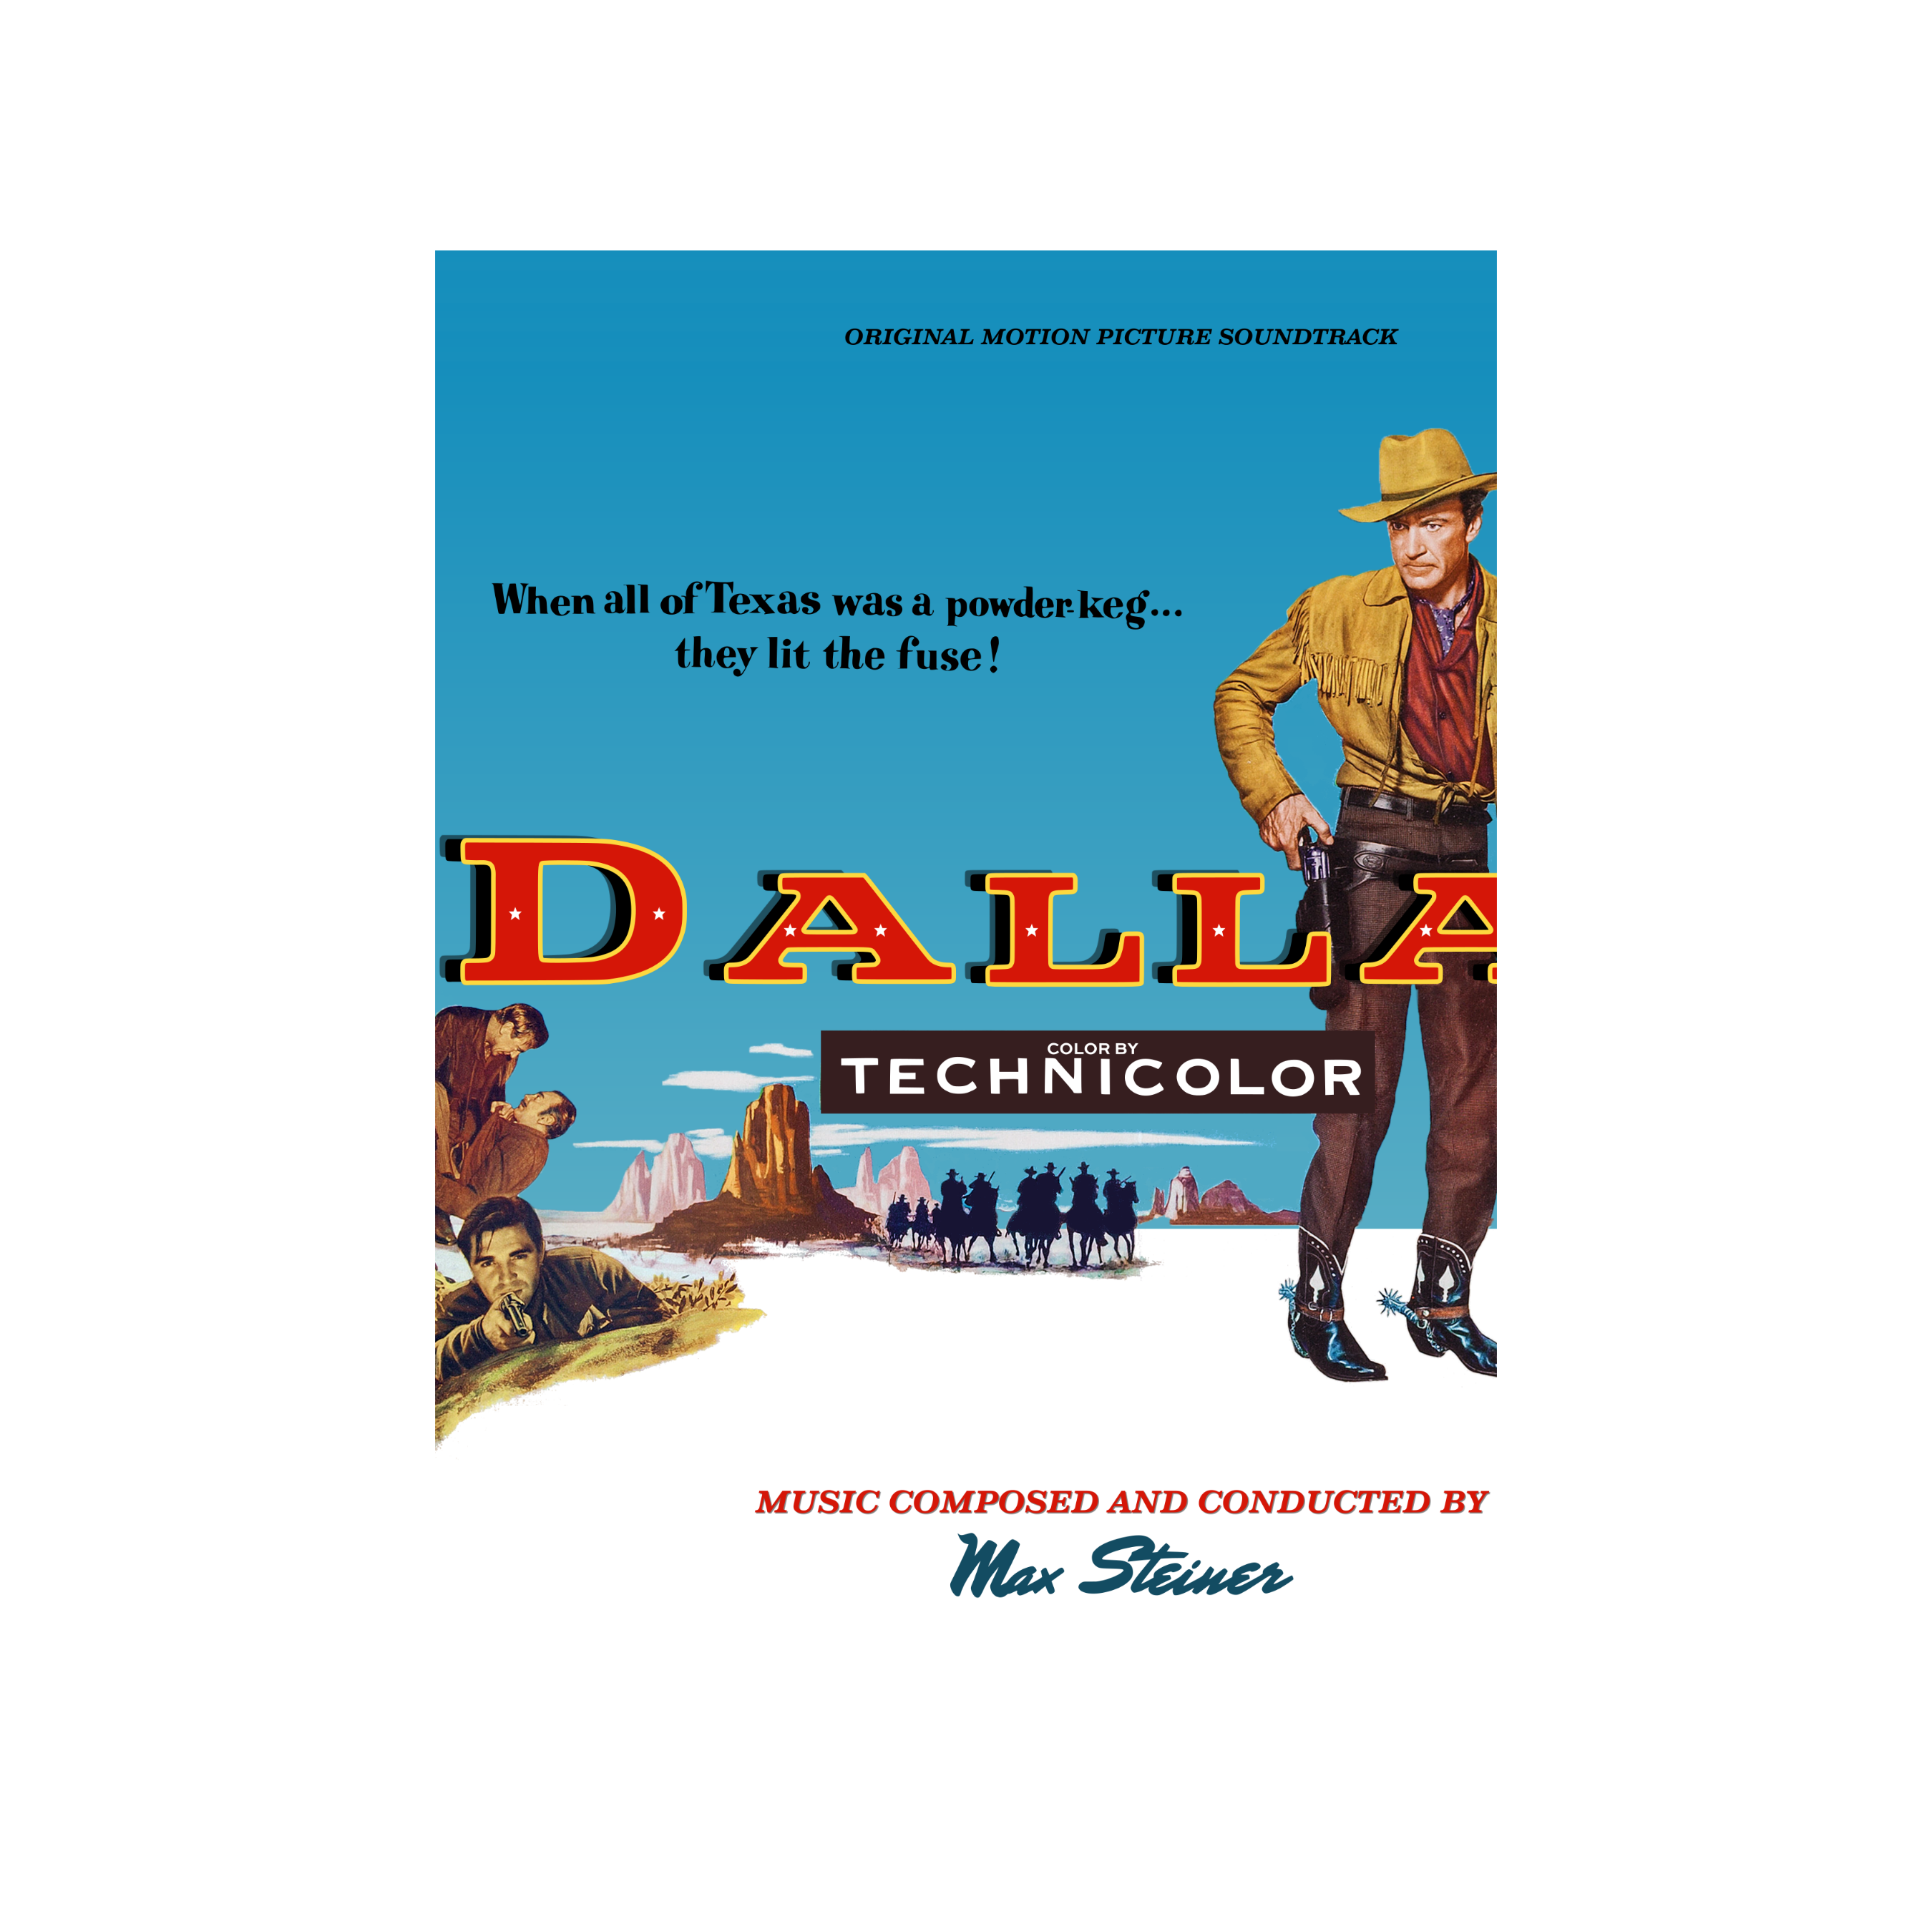 ORIGINAL MOTION PICTURE SOUNDTRACK
When all of Texas was a powder-keg...
they lit the fuse!
DALLA
COLOR BY
TECHNICOLOR
MUSIC COMPOSED AND CONDUCTED BY
Max Steiner